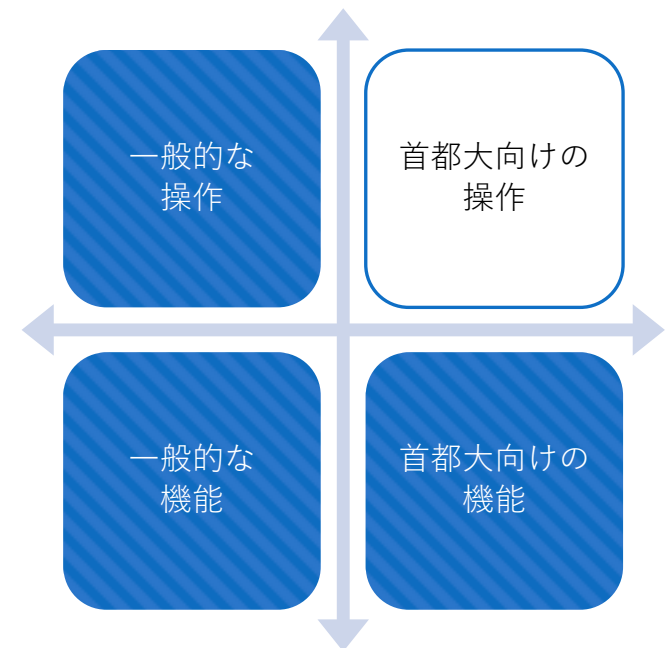 一般的な
操作
首都大向けの
操作
一般的な
機能
首都大向けの
機能